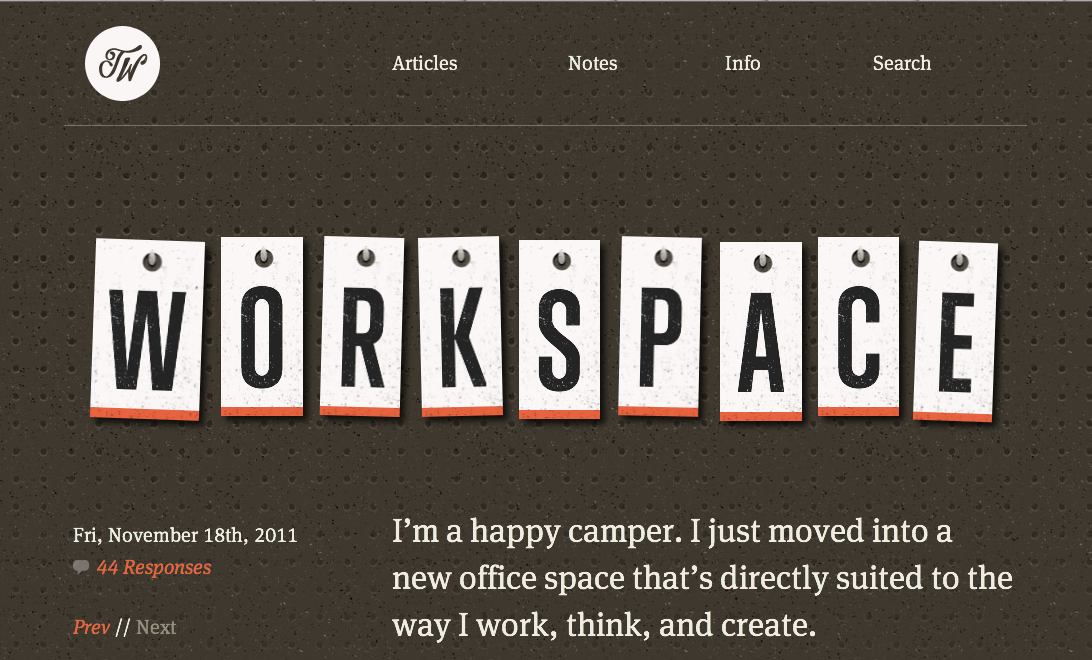 TW
Articles Notes Info Search
WORKSPACE
Fri, November 18th, 2011
44 Responses
Prev // Next
I’m a happy camper. I just moved into a
new office space that’s directly suited to the
way I work, think, and create.